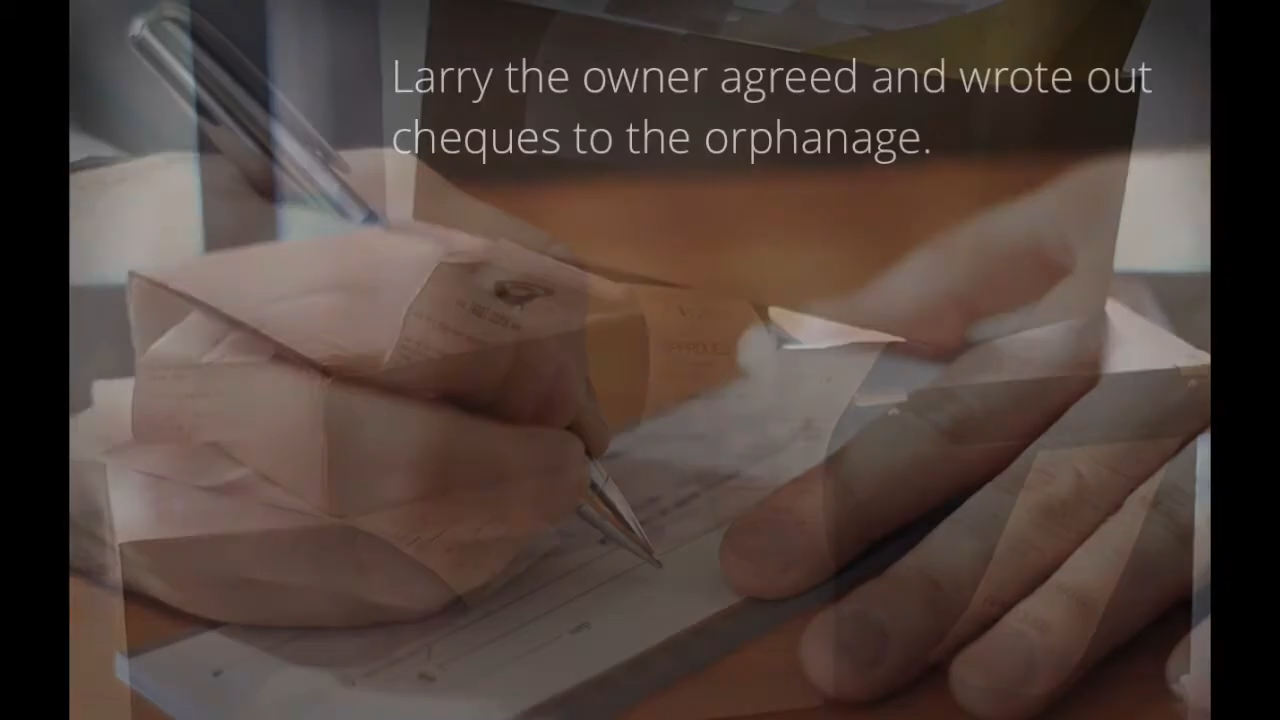 Larry the owner agreed and wrote out
cheques to the orphanage.